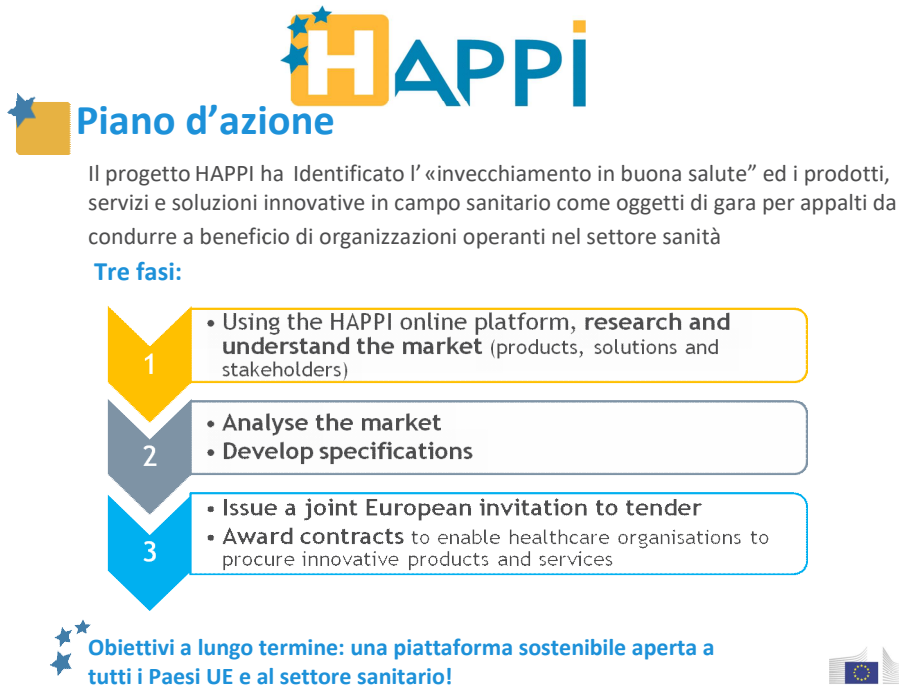 HAPPI
Piano d’azione
Il progetto HAPPI ha Identificato l’ «invecchiamento in buona salute” ed i prodotti,
servizi e soluzioni innovative in campo sanitario come oggetti di gara per appalti da
condurre a beneficio di organizzazioni operanti nel settore sanità
Tre fasi:
1
• Using the HAPPI online platform, research and
understand the market (products, solutions and
stakeholders)
2
• Analyse the market
• Develop specifications
3
• Issue a joint European invitation to tender
• Award contracts to enable healthcare organisations to
procure innovative products and services
Obiettivi a lungo termine: una piattaforma sostenibile aperta a
tutti i Paesi UE e al settore sanitario!